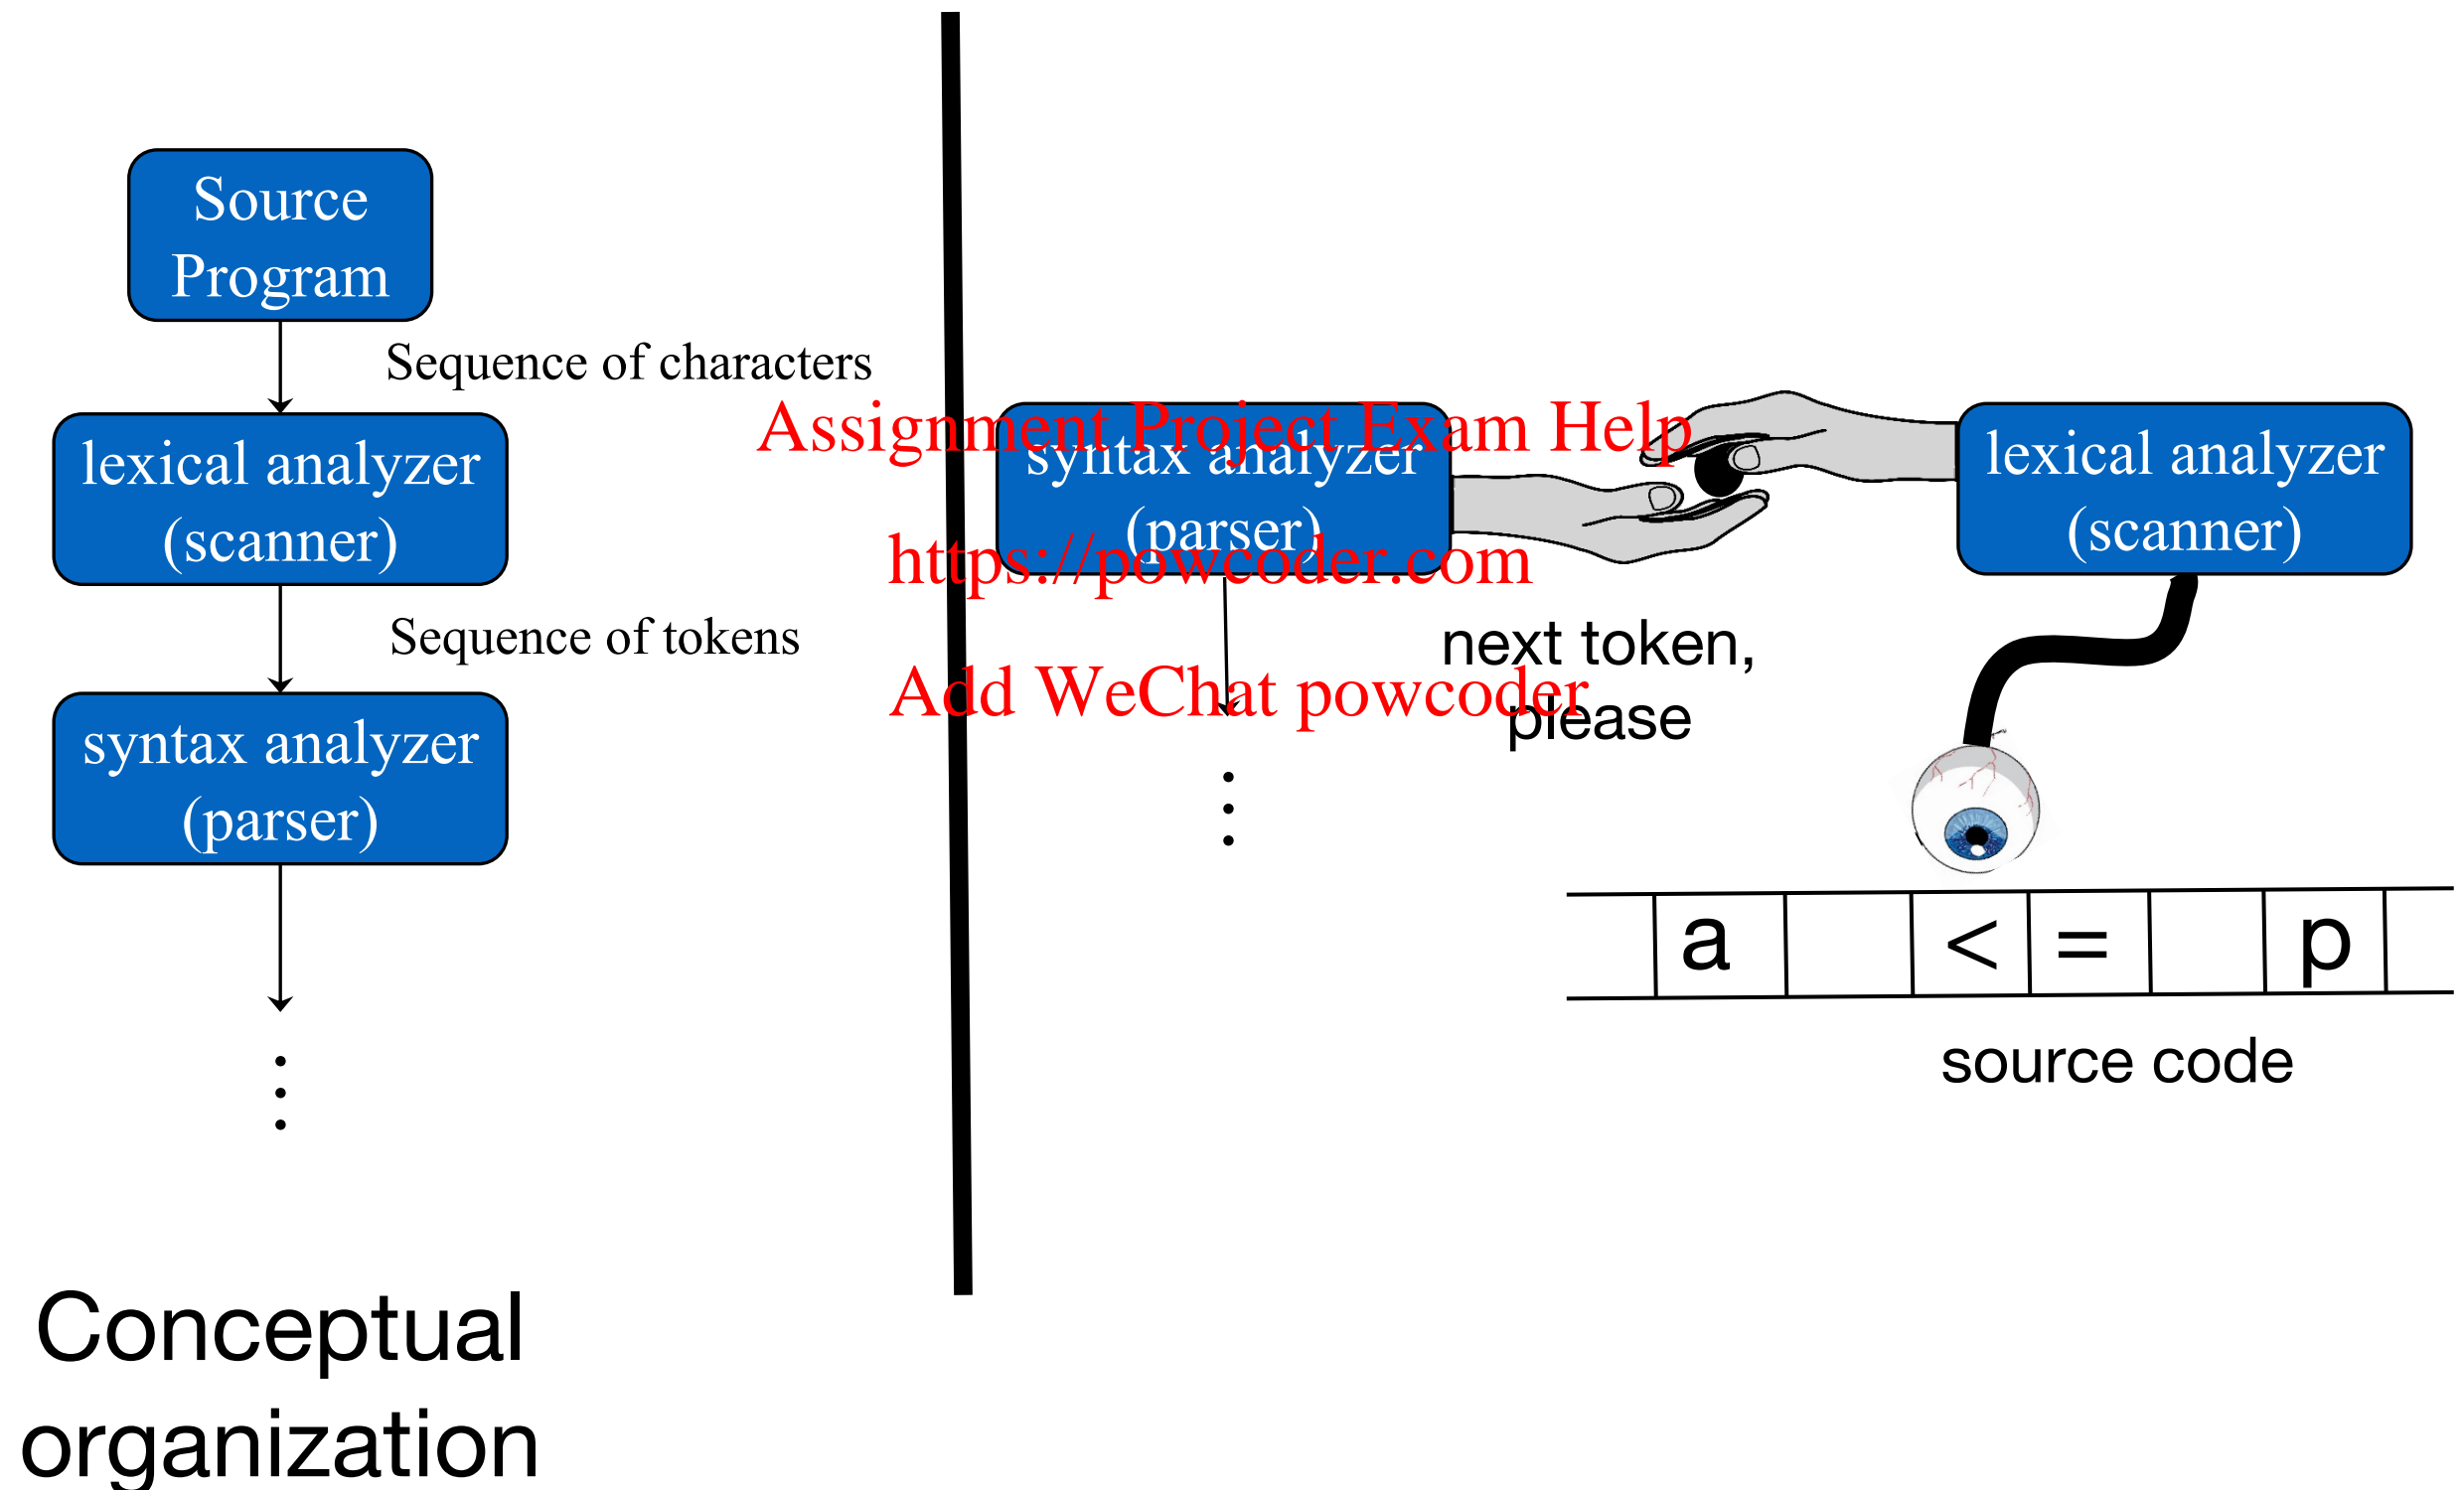 Source
Program
Sequence of characters
lexical analyzer
(scanner)
Sequence of tokens
syntax analyzer
(parser)
Conceptual
organization
Assignment Project Exam Help
syntax analyzer
(parser)
https://powcoder.com
Add WeChat powcoder
next token,
please
lexical analyzer
(scanner)
a < = p
source code